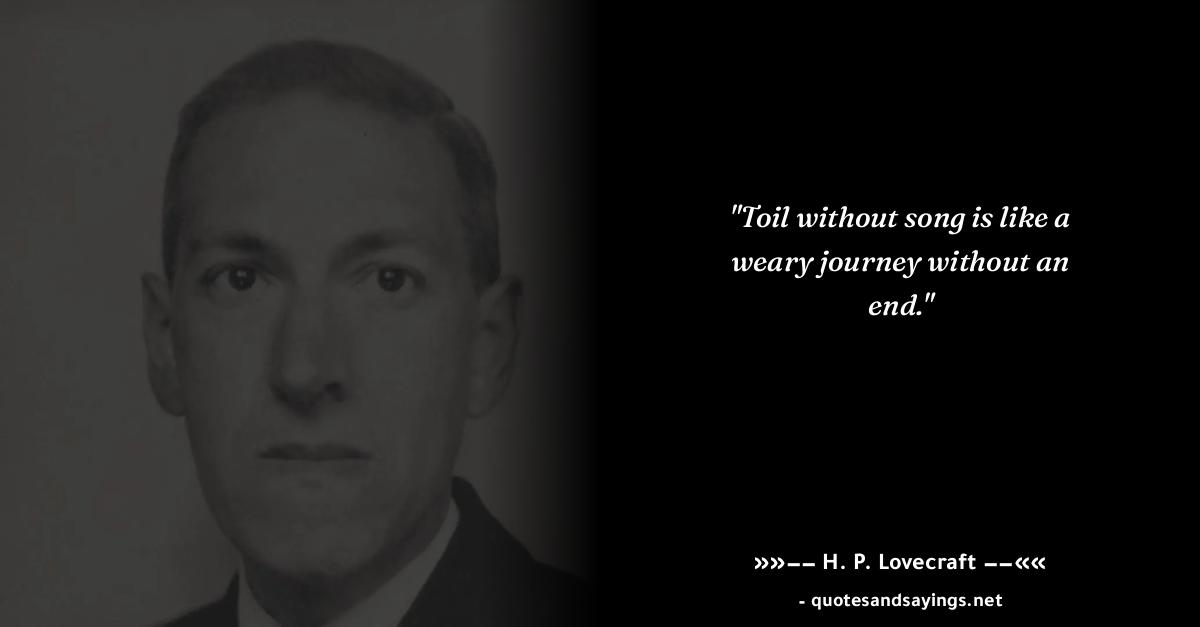 "Toil without song is like a
weary journey without an
end."
»»−− H. P. Lovecraft −−««
- quotesandsayings.net